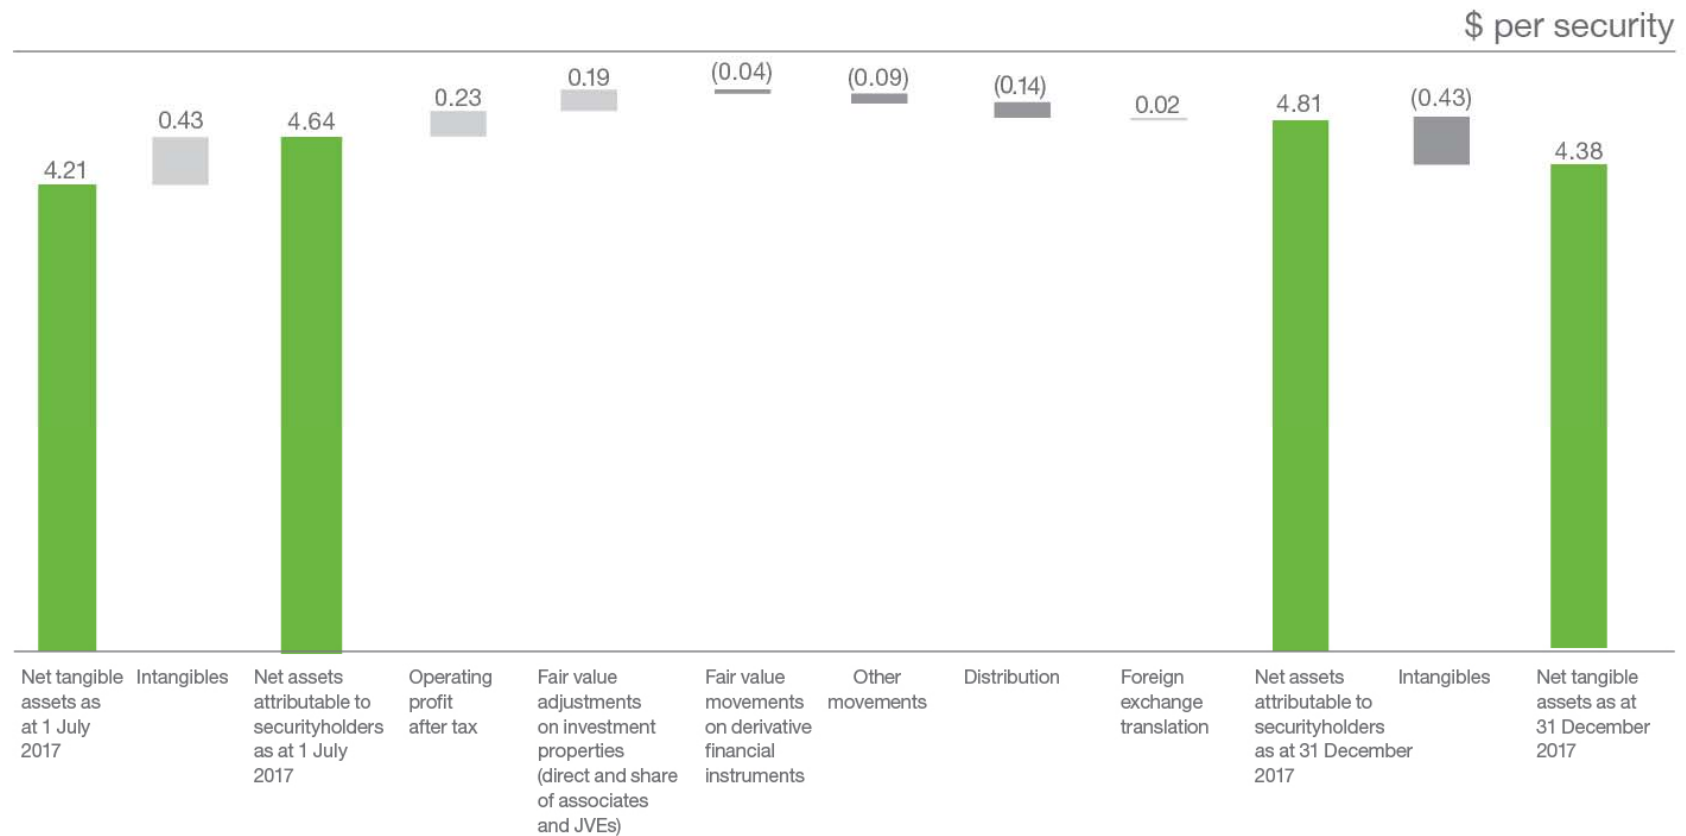 $ per security
4.21
0.43
4.64
0.23
0.19
(0.04)
(0.09)
(0.14)
0.02
4.81
(0.43)
4.38
Net tangible
assets as
at 1 July
2017
Intangibles
Net assets
attributable to
securityholders
as at 1 July
2017
Operating
profit
after tax
Fair value
adjustments
on investment
properties
(direct and share
of associates
and JVEs)
Fair value
movements
on derivative
financial
instruments
Other
movements
Distribution
Foreign
exchange
translation
Net assets
attributable to
securityholders
as at 31 December
2017
Intangibles
Net tangible
assets as at
31 December
2017